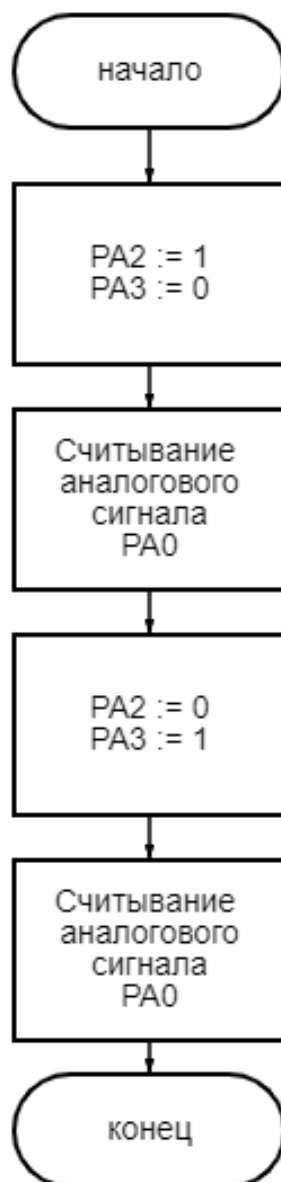 начало
PA2 := 1
PA3 := 0
Считывание
аналогового
сигнала
PA0
PA2 := 0
PA3 := 1
Считывание
аналогового
сигнала
PA0
конец